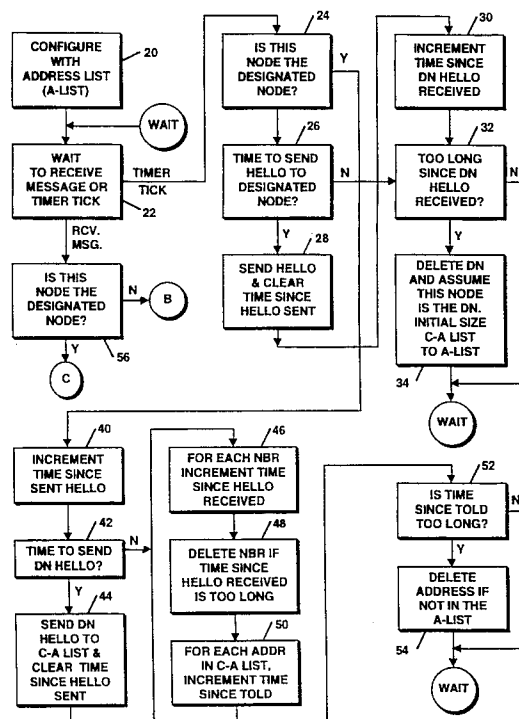 20
CONFIGURE
WITH
ADDRESS LIST
(A-LIST)
WAIT
WAIT
TO RECEIVE
MESSAGE OR
TIMER TICK
22
TIMER
TICK
RCV.
MSG.
IS THIS
NODE THE
DESIGNATED
NODE?
56
N
B
Y
C
24
IS THIS
NODE THE
DESIGNATED
NODE?
Y
26
TIME TO SEND
HELLO TO
DESIGNATED
NODE?
N
Y
28
SEND HELLO
& CLEAR
TIME SINCE
HELLO SENT
30
INCREMENT
TIME SINCE
DN HELLO
RECEIVED
32
TOO LONG
SINCE DN
HELLO
RECEIVED?
N
Y
DELETE DN
AND ASSUME
THIS NODE
IS THE DN.
INITIAL SIZE
C-A LIST
TO A-LIST
34
WAIT
40
INCREMENT
TIME SINCE
SENT HELLO
42
TIME TO SEND
DN HELLO?
N
Y
44
SEND DN
HELLO TO
C-A LIST &
CLEAR TIME
SINCE HELLO
SENT
46
FOR EACH NBR
INCREMENT TIME
SINCE HELLO
RECEIVED
48
DELETE NBR IF
TIME SINCE
HELLO RECEIVED
IS TOO LONG
50
FOR EACH ADDR
IN C-A LIST,
INCREMENT TIME
SINCE TOLD
52
IS TIME
SINCE TOLD
TOO LONG?
N
Y
DELETE
ADDRESS IF
NOT IN THE
A-LIST
54
WAIT